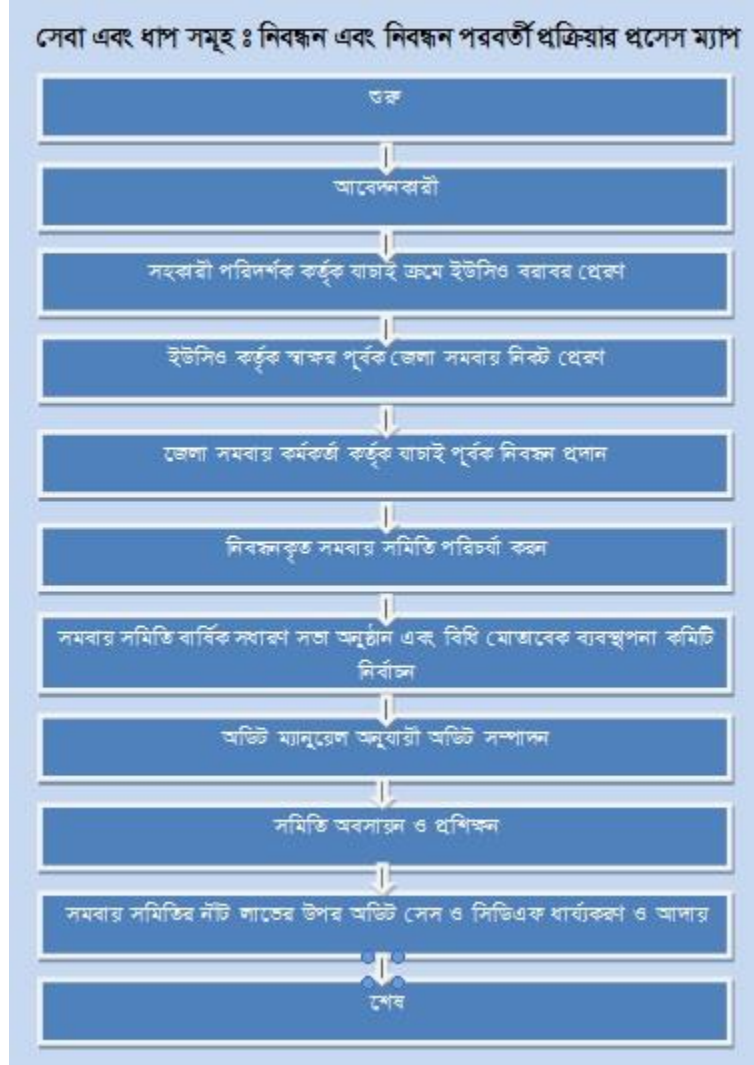 সেবা এবং ধাপ সমূহ ঃ নিবন্ধন এবং নিবন্ধন পরবর্তী প্রক্রিয়ার প্রসেস ম্যাপ
শুরু
আবেদনকারী
সহকারী পরিদর্শক কর্তৃক যাচাই ক্রমে ইউসিও বরাবর প্রেরণ
ইউসিও কর্তৃক স্বাক্ষর পূর্বক জেলা সমবায় নিকট প্রেরণ
জেলা সমবায় কর্মকর্তা কর্তৃক যাচাই পূর্বক নিবন্ধন প্রদান
নিবন্ধনকৃত সমবায় সমিতি পরিচর্যা করন
সমবায় সমিতি বার্ষিক সধারণ সভা অনুষ্ঠান এবং বিধি মোতাবেক ব্যবস্থাপনা কমিটি
নির্বাচন
অডিট ম্যানুয়েল অনুযায়ী অডিট সম্পাদন
সমিতি অবসায়ন ও প্রশিক্ষন
সমবায় সমিতির নীট লাভের উপর অডিট সেস ও সিডিএফ ধার্য্যকরণ ও আদায়
শেষ